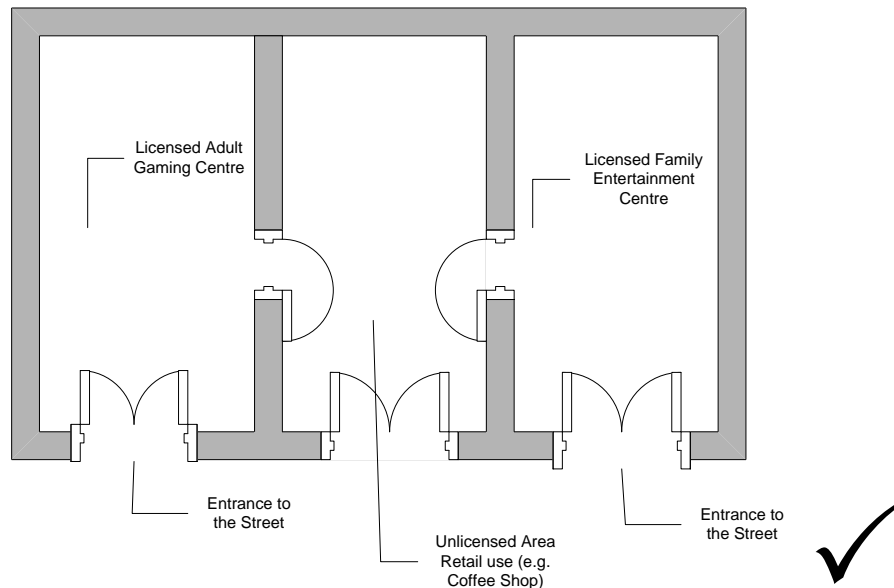 Licensed Adult
Gaming Centre
Licensed Family
Entertainment
Centre
Entrance to
the Street
Unlicensed Area
Retail use (e.g.
Coffee Shop)
Entrance to
the Street